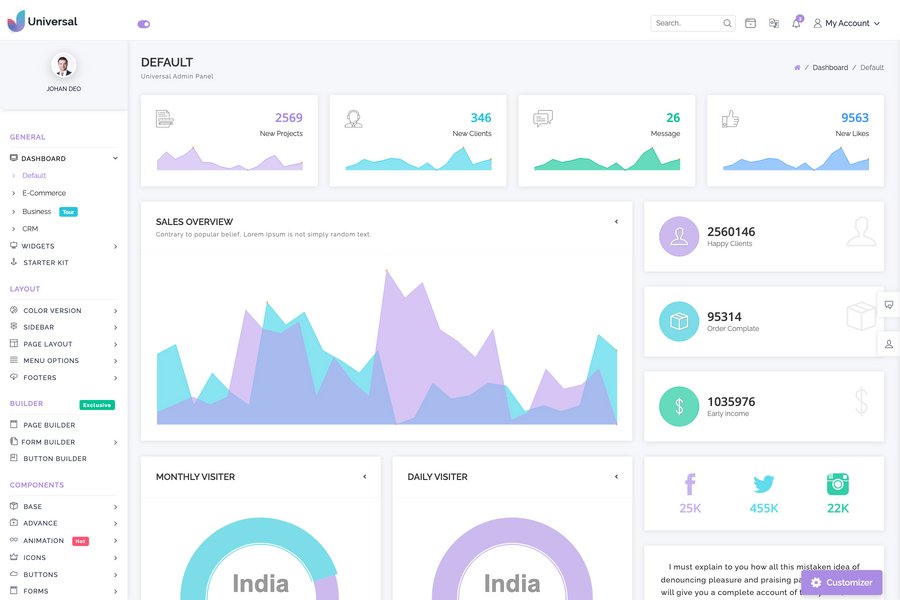 Universal
Search..
3
My Account
JOHAN DEO
GENERAL
DASHBOARD
Default
E-Commerce
Business Tour
CRM
WIDGETS
STARTER KIT
LAYOUT
COLOR VERSION
SIDEBAR
PAGE LAYOUT
MENU OPTIONS
FOOTERS
BUILDER Exclusive
PAGE BUILDER
FORM BUILDER
BUTTON BUILDER
COMPONENTS
BASE
ADVANCE
ANIMATION Hot
ICONS
BUTTONS
FORMS
DEFAULT
Universal Admin Panel
/ Dashboard / Default
2569
New Projects
346
New Clients
26
Message
9563
New Likes
SALES OVERVIEW
Contrary to popular belief, Lorem Ipsum is not simply random text.
2560146
Happy Clients
95314
Order Complate
$
1035976
Early income
$
MONTHLY VISITER
India
DAILY VISITER
India
25K
455K
22K
I must explain to you how all this mistaken idea of
denouncing pleasure and praising
will give you a complete account of
Customizer